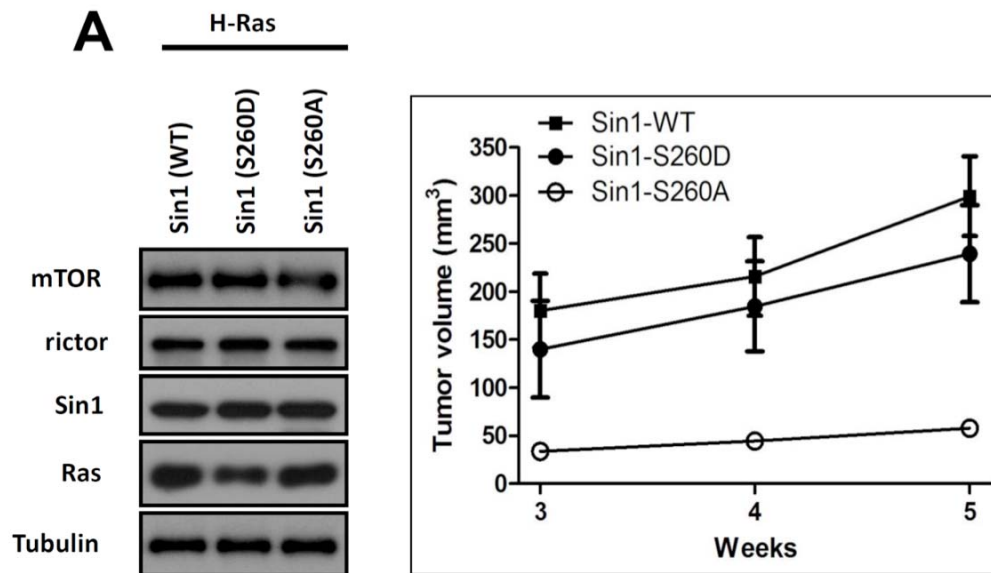 A
H-Ras
Sin1 (WT)
Sin1 (S260D)
Sin1 (S260A)
mTOR
rictor
Sin1
Ras
Tubulin
Sin1-WT
Sin1-S260D
Sin1-S260A
Tumor volume (mm³)
350
300
250
200
150
100
50
0
3 4 5
Weeks